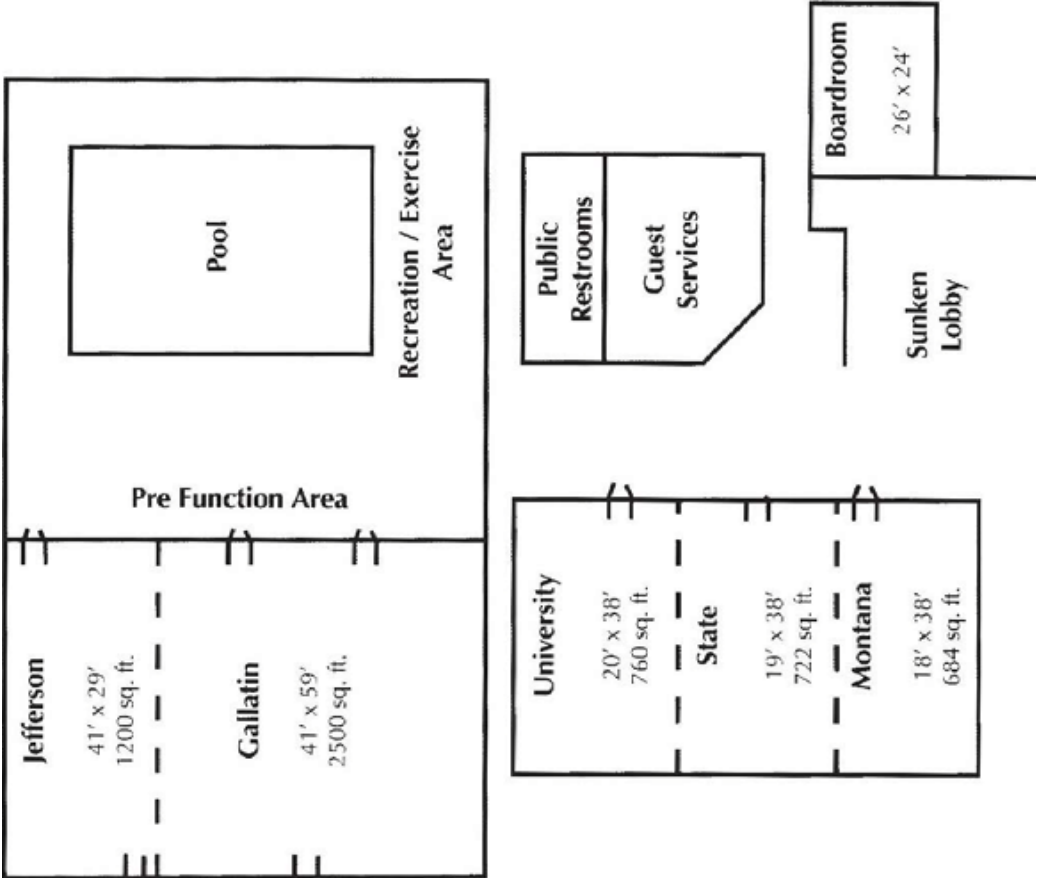 Jefferson
41' x 29'
1200 sq. ft.
Gallatin
41' x 59'
2500 sq. ft.
Pre Function Area
Pool
Recreation / Exercise
Area
University
20' x 38'
760 sq. ft.
State
19' x 38'
722 sq. ft.
Montana
18' x 38'
684 sq. ft.
Public
Restrooms
Guest
Services
Sunken
Lobby
Boardroom
26' x 24'